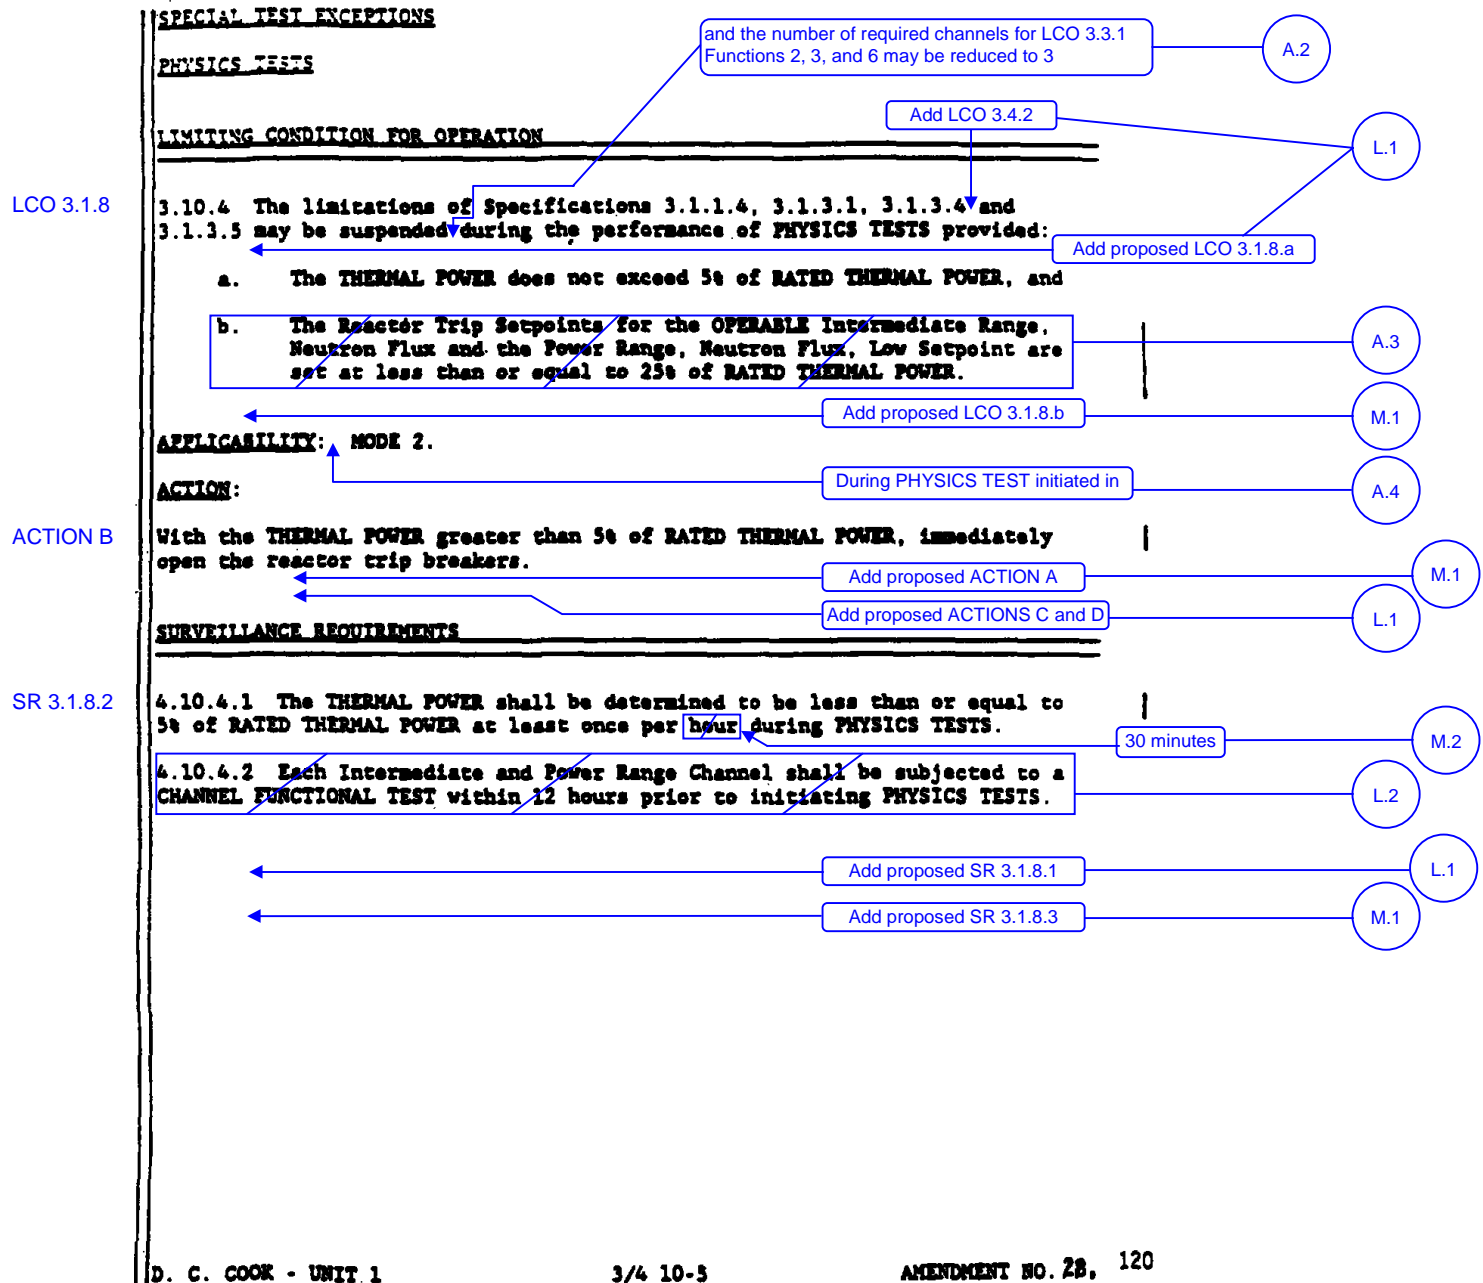 SPECIAL TEST EXCEPTIONS
and the number of required channels for LCO 3.3.1
Functions 2, 3, and 6 may be reduced to 3
A.2
PHYSICS TESTS
Add LCO 3.4.2
LIMITING CONDITION FOR OPERATION
L.1
LCO 3.1.8
3.10.4 The limitations of Specifications 3.1.1.4, 3.1.3.1, 3.1.3.4 and
3.1.3.5 may be suspended during the performance of PHYSICS TESTS provided:
Add proposed LCO 3.1.8.a
a. The THERMAL POWER does not exceed 5% of RATED THERMAL POWER, and
b. The Reactor Trip Setpoints for the OPERABLE Intermediate Range,
Neutron Flux and the Power Range, Neutron Flux, Low Setpoint are
set at less than or equal to 25% of RATED THERMAL POWER.
A.3
Add proposed LCO 3.1.8.b
M.1
APPLICABILITY: MODE 2.
During PHYSICS TEST initiated in
A.4
ACTION:
ACTION B
With the THERMAL POWER greater than 5% of RATED THERMAL POWER, immediately
open the reactor trip breakers.
Add proposed ACTION A
M.1
Add proposed ACTIONS C and D
L.1
SURVEILLANCE REQUIREMENTS
SR 3.1.8.2
4.10.4.1 The THERMAL POWER shall be determined to be less than or equal to
5% of RATED THERMAL POWER at least once per hour during PHYSICS TESTS.
30 minutes
M.2
4.10.4.2 Each Intermediate and Power Range Channel shall be subjected to a
CHANNEL FUNCTIONAL TEST within 12 hours prior to initiating PHYSICS TESTS.
L.2
Add proposed SR 3.1.8.1
L.1
Add proposed SR 3.1.8.3
M.1
D. C. COOK - UNIT 1
3/4 10-5
AMENDMENT NO. 28, 120